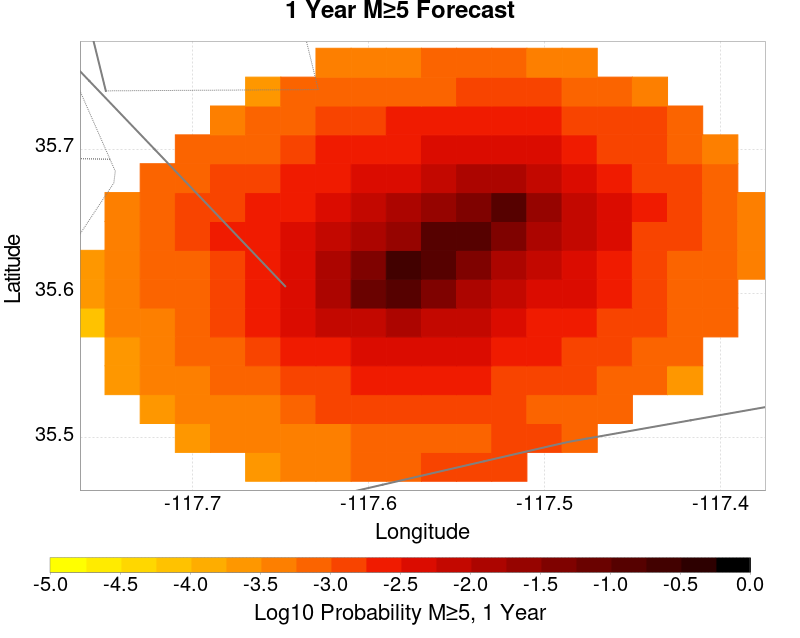 1 Year M≥5 Forecast
35.7
35.6
35.5
Latitude
-117.7 -117.6 -117.5 -117.4
Longitude
-5.0 -4.5 -4.0 -3.5 -3.0 -2.5 -2.0 -1.5 -1.0 -0.5 0.0
Log10 Probability M≥5, 1 Year